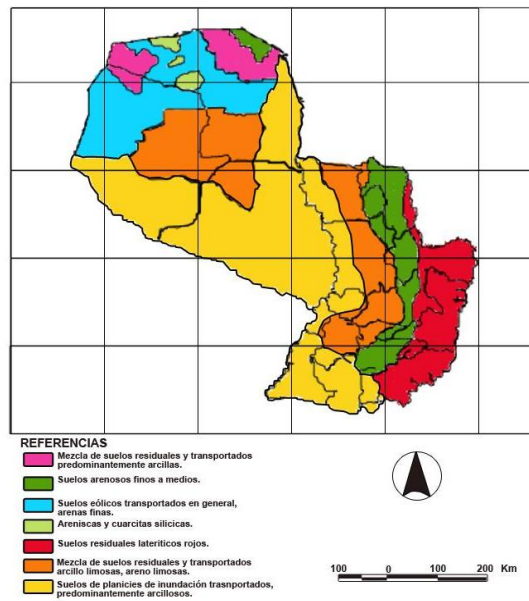 REFERENCIAS
Mezcla de suelos residuales y transportados
predominantemente arcillas.
Suelos arenosos finos a medios.
Suelos eólicos transportados en general,
arenas finas.
Areniscas y cuarcitas silicicas.
Suelos residuales lateriticos rojos.
Mezcla de suelos residuales y transportados
arcillo limosas, areno limosas.
Suelos de planicies de inundación trasnportados,
predominantemente arcillosos.
100 0 100 200 Km